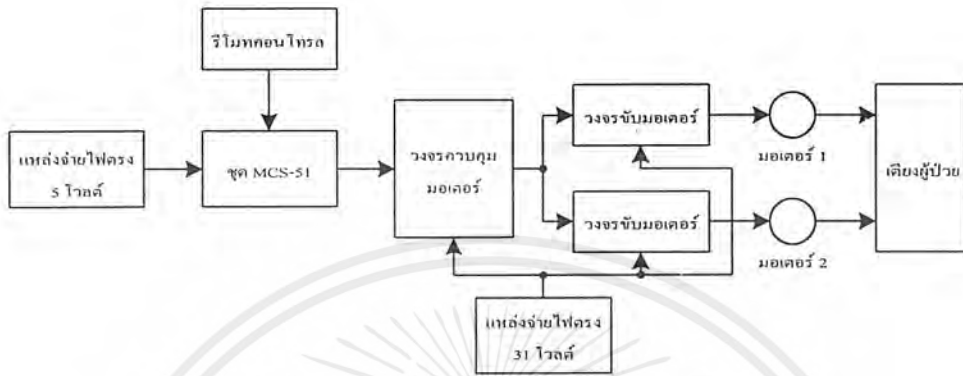 รีโมทคอนโทรล
แหล่งจ่ายไฟตรง
5 โวลต์
ชุด MCS-51
วงจรควบคุม
มอเตอร์
วงจรขับมอเตอร์
มอเตอร์ 1
วงจรขับมอเตอร์
มอเตอร์ 2
เตียงผู้ป่วย
แหล่งจ่ายไฟตรง
31 โวลต์